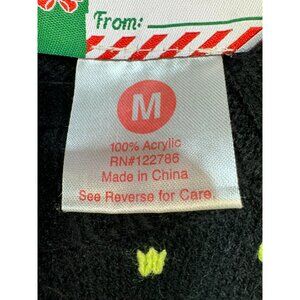 From:
M
100% Acrylic
RN#122786
Made in China
See Reverse for Care